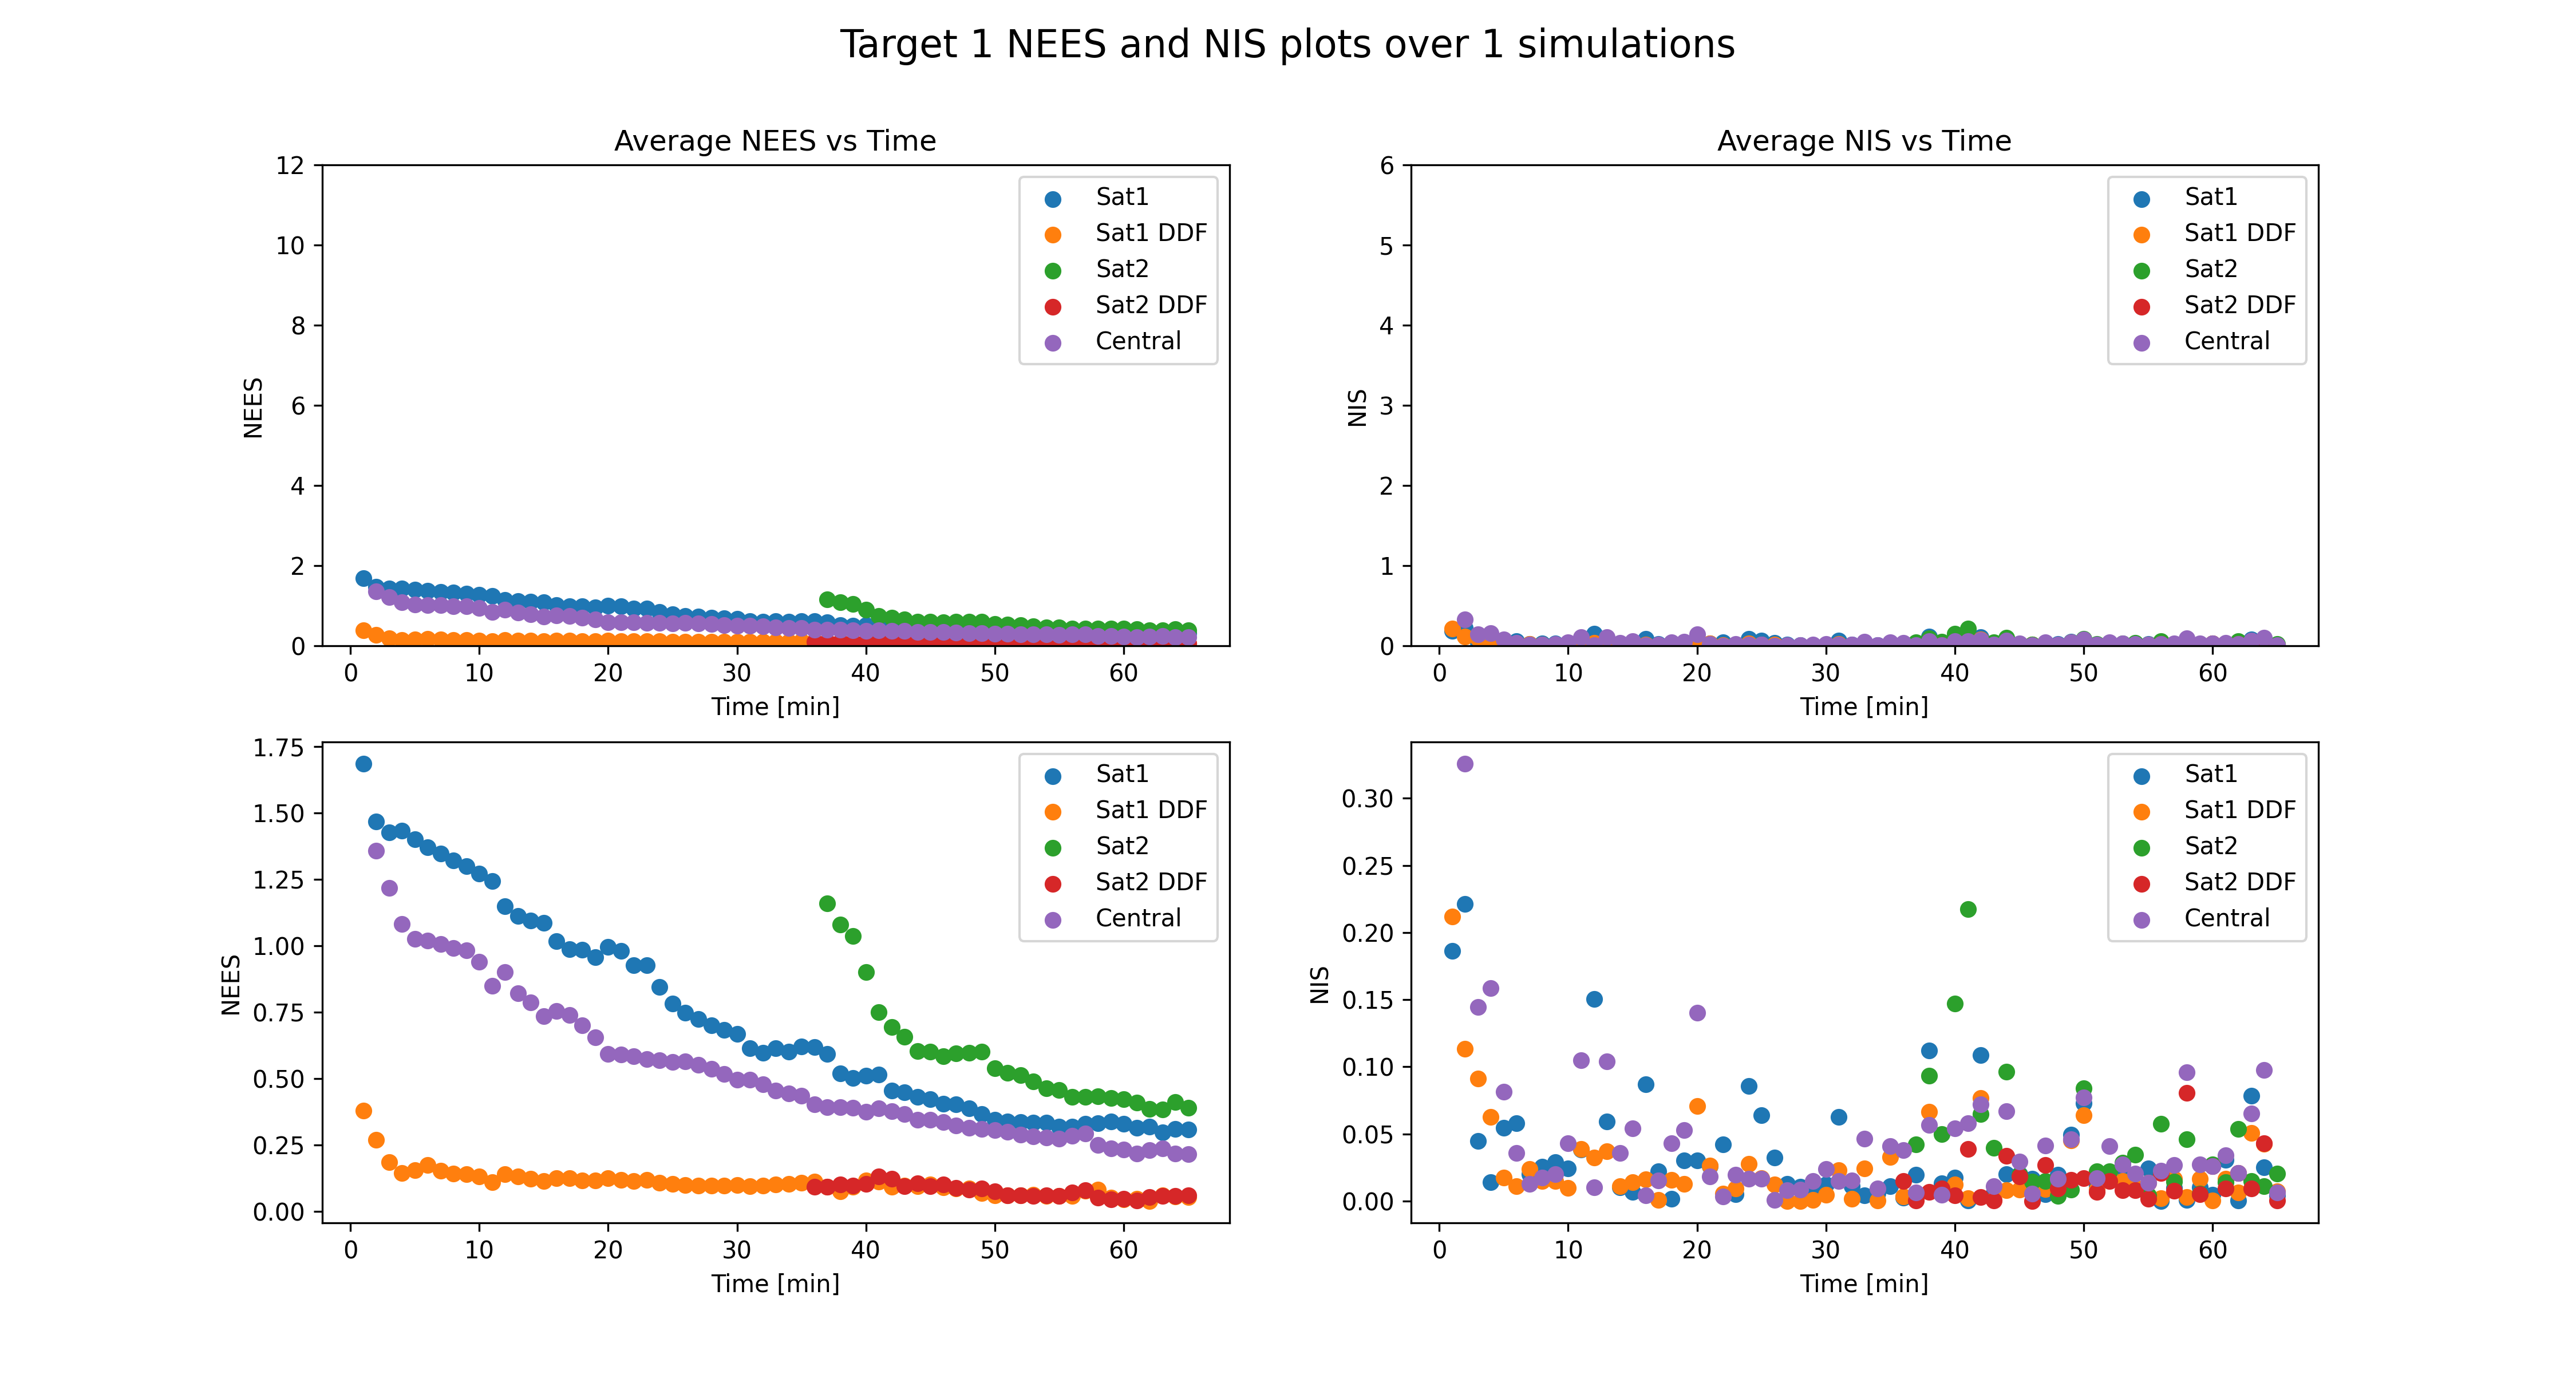 Target 1 NEES and NIS plots over 1 simulations
Average NEES vs Time
12
10
8
6
4
2
0
NEES
0 10 20 30 40 50 60
Time [min]
Sat1
Sat1 DDF
Sat2
Sat2 DDF
Central
Average NIS vs Time
6
5
4
3
2
1
0
NIS
0 10 20 30 40 50 60
Time [min]
Sat1
Sat1 DDF
Sat2
Sat2 DDF
Central
1.75
1.50
1.25
1.00
0.75
0.50
0.25
0.00
NEES
0 10 20 30 40 50 60
Time [min]
Sat1
Sat1 DDF
Sat2
Sat2 DDF
Central
0.30
0.25
0.20
0.15
0.10
0.05
0.00
NIS
0 10 20 30 40 50 60
Time [min]
Sat1
Sat1 DDF
Sat2
Sat2 DDF
Central